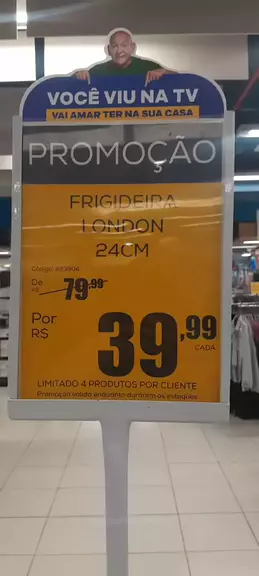 VOCÊ VIU NA TV
VAI AMAR TER NA SUA CASA
PROMOÇÃO
FRIGIDEIRA
LONDON
24CM
De
R$ 79,99
Por
R$ 39,99
CADA
LIMITADO 4 PRODUTOS POR CLIENTE
Promoção válida enquanto durarem os estoques